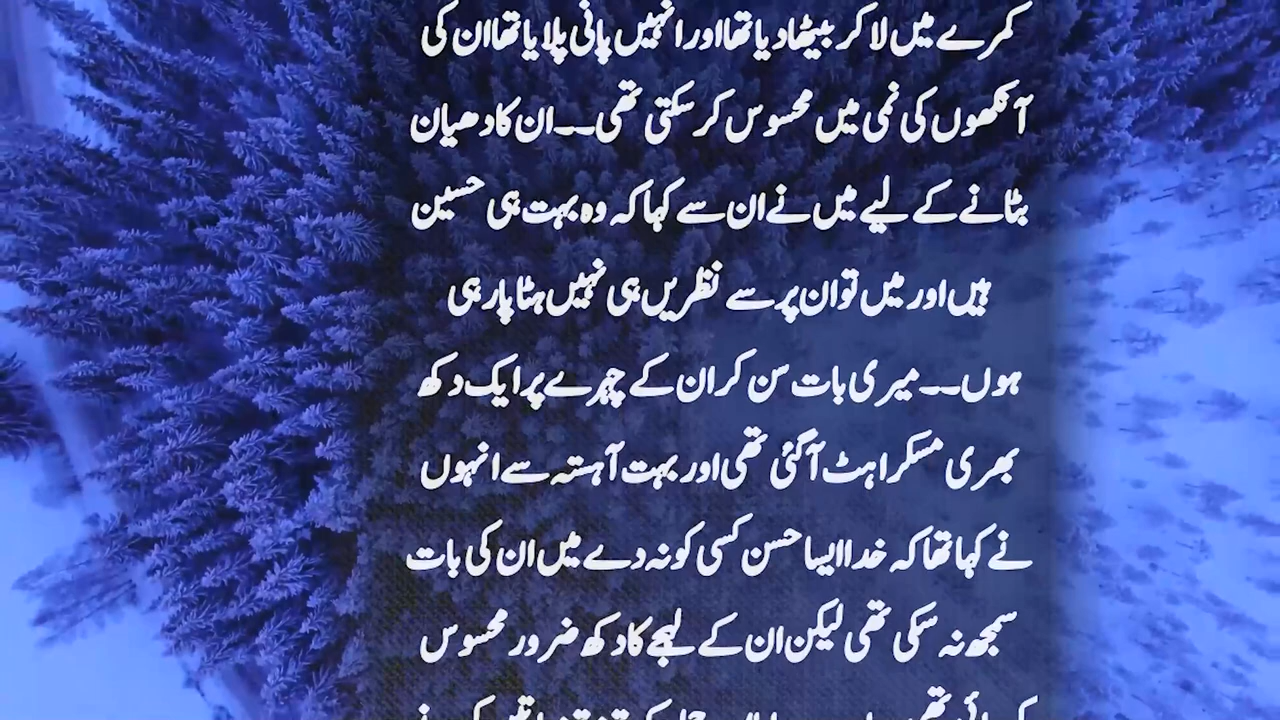 کمرے میں لا کر بیٹھا دیا تھا اور انہیں پانی پلایا تھا ان کی
آنکھوں کی نمی میں محسوس کر سکتی تھی۔۔ ان کا دھیان
بٹانے کے لیے میں نے ان سے کہا کہ وہ بہت ہی حسین
ہیں اور میں تو ان پر سے نظریں ہی نہیں ہٹا پا رہی
ہوں۔۔ میری بات سن کر ان کے چہرے پر ایک دکھ
بھری مسکراہٹ آ گئی تھی اور بہت آہستہ سے انہوں
نے کہا تھا کہ خدا ایسا حسن کسی کو نہ دے میں ان کی بات
سمجھ نہ سکی تھی لیکن ان کے لہجے کا دکھ ضرور محسوس